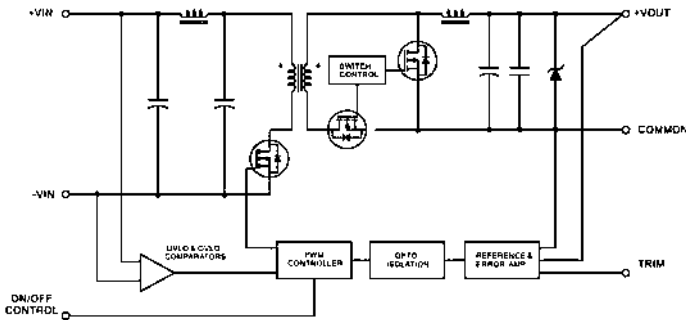 +VIN
+VOUT
SWITCH
CONTROL
COMMON
-VIN
UVLO & OVLO
COMPARATORS
PWM
CONTROLLER
OPTO
ISOLATION
REFERENCE &
ERROR AMP
TRIM
ON/OFF
CONTROL